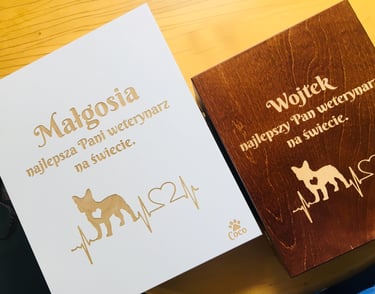 Małgosia
najlepsza Pani weterynarz
na świecie.
Coco
Wojtek
najlepszy Pan weterynarz
na świecie.